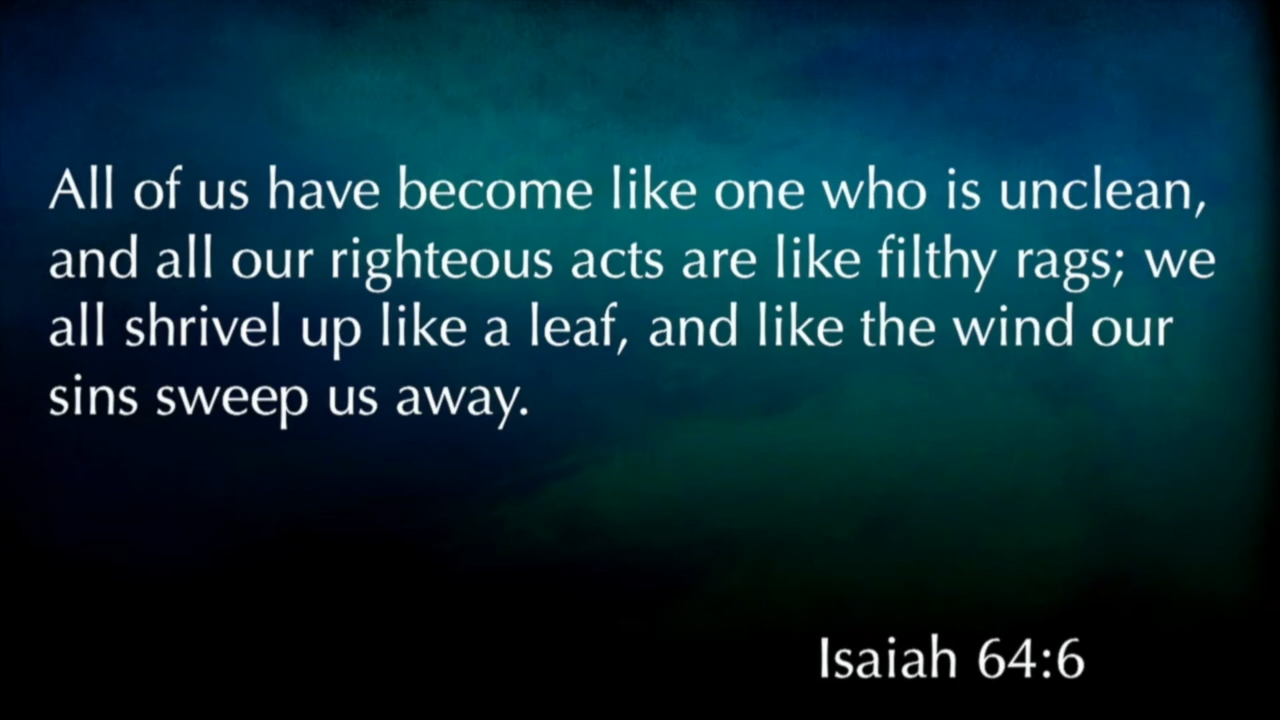 All of us have become like one who is unclean,
and all our righteous acts are like filthy rags; we
all shrivel up like a leaf, and like the wind our
sins sweep us away.
Isaiah 64:6